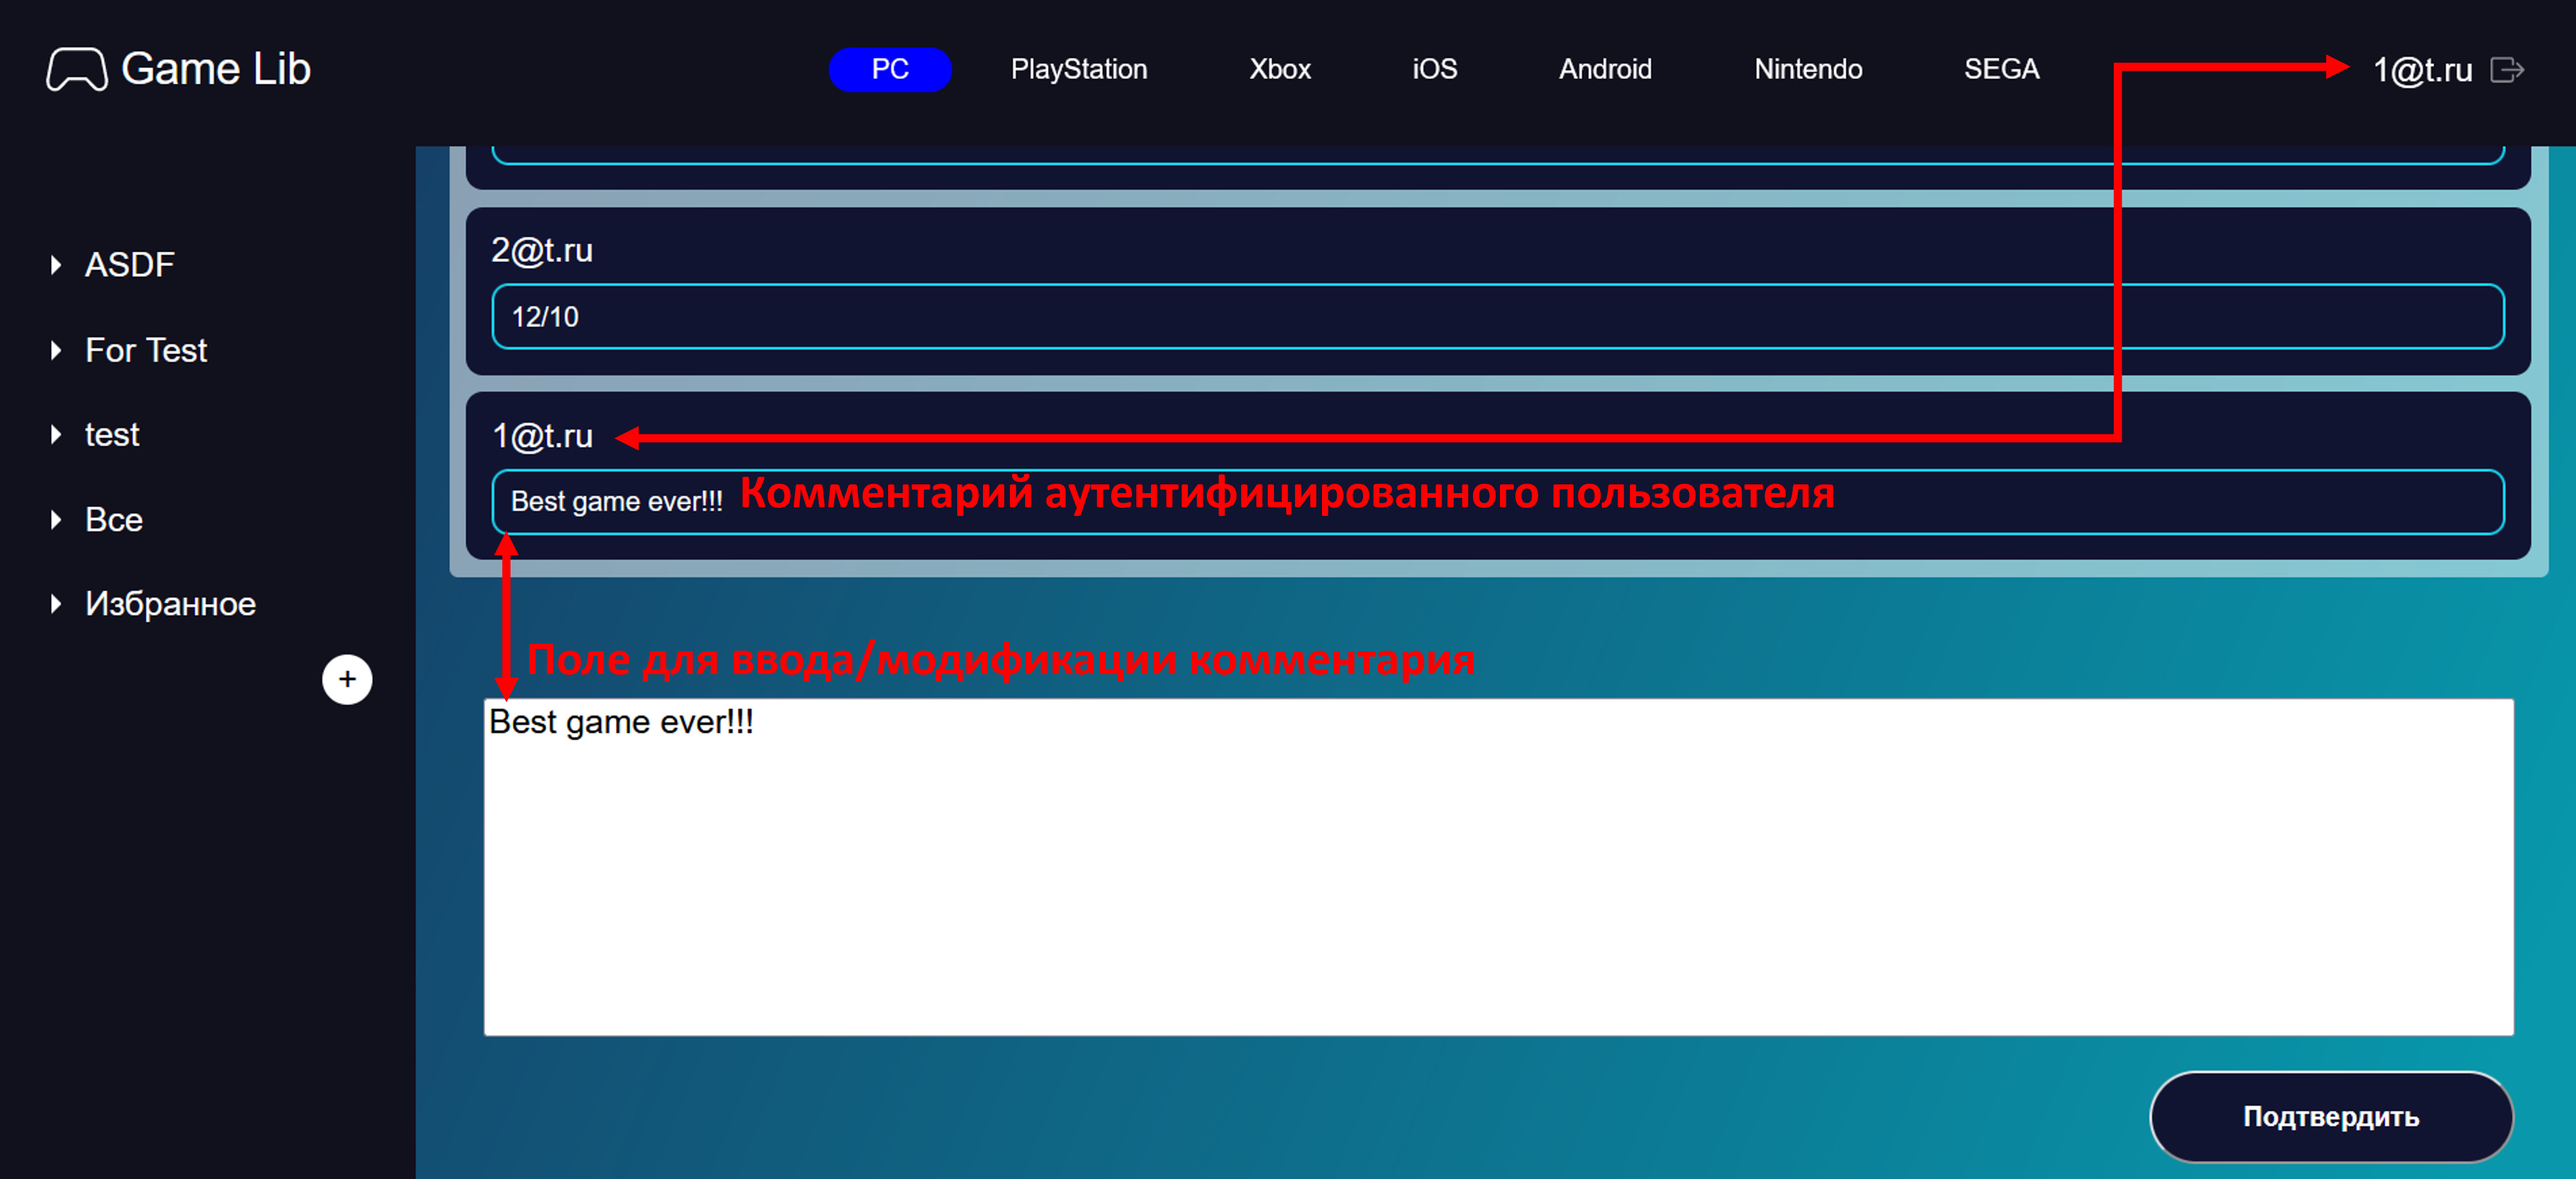 Game Lib
PC PlayStation Xbox iOS Android Nintendo SEGA
1@t.ru
ASDF
For Test
test
Все
Избранное
+
2@t.ru
12/10
1@t.ru
Best game ever!!!
Комментарий аутентифицированного пользователя
Поле для ввода/модификации комментария
Best game ever!!!
Подтвердить